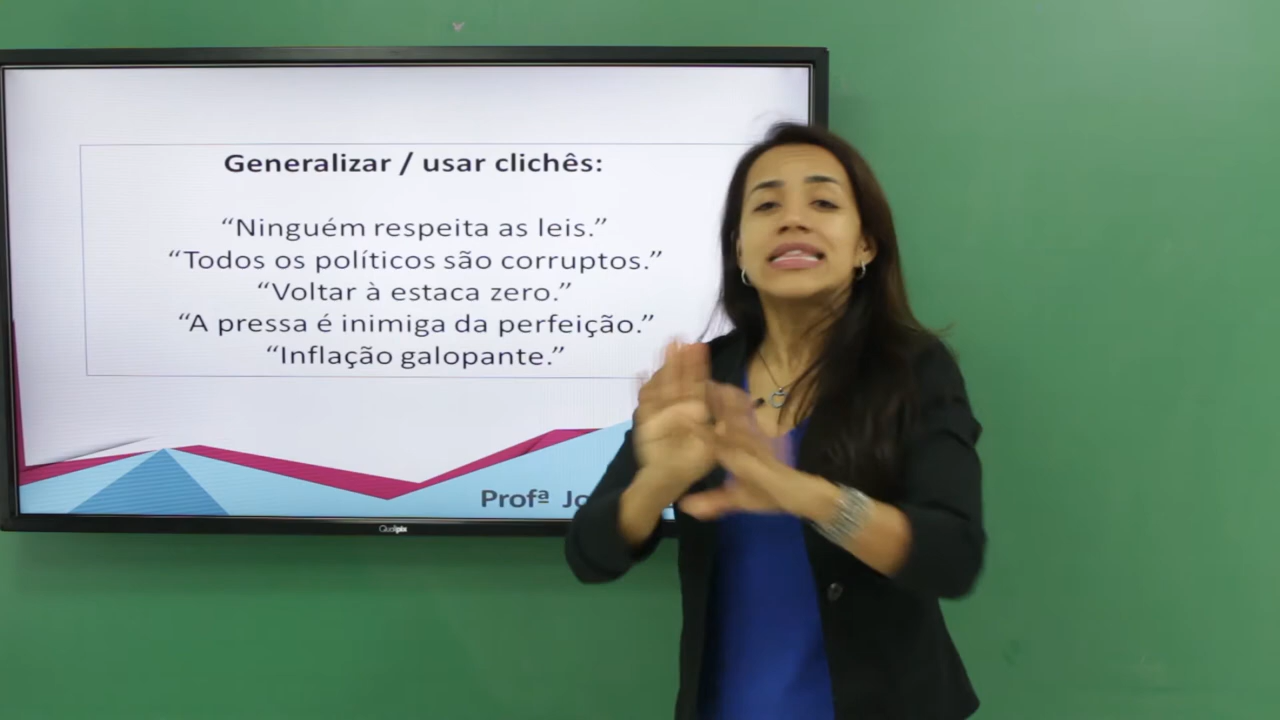 Generalizar / usar clichês:
“Ninguém respeita as leis.”
“Todos os políticos são corruptos.”
“Voltar à estaca zero.”
“A pressa é inimiga da perfeição.”
“Inflação galopante.”
Profª
Qualipix